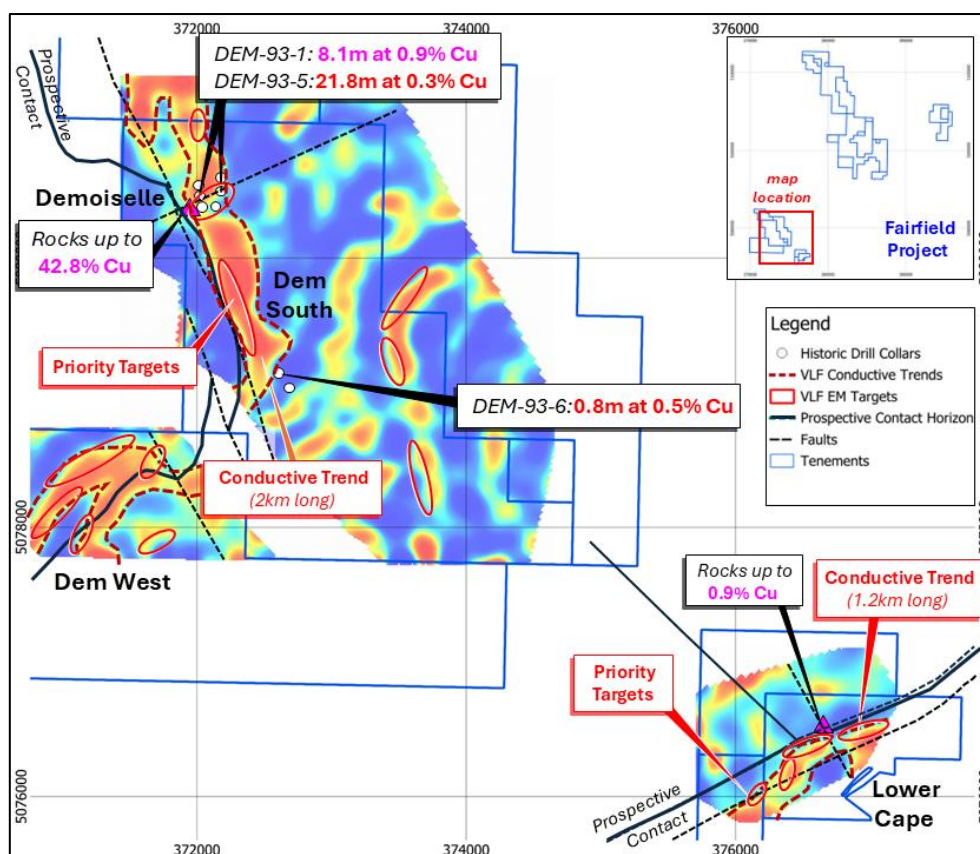 372000
374000
376000
DEM-93-1: 8.1m at 0.9% Cu
DEM-93-5:21.8m at 0.3% Cu
Prospective
Contact
Demoiselle
Rocks up to
42.8% Cu
Dem
South
Priority Targets
DEM-93-6:0.8m at 0.5% Cu
Conductive Trend
(2km long)
Dem West
map
location
Fairfield
Project
Legend
Historic Drill Collars
VLF Conductive Trends
VLF EM Targets
Prospective Contact Horizon
Faults
Tenements
5078000
Rocks up to
0.9% Cu
Conductive Trend
(1.2km long)
Priority
Targets
Prospective
Contact
Lower
Cape
5076000
372000
374000
376000